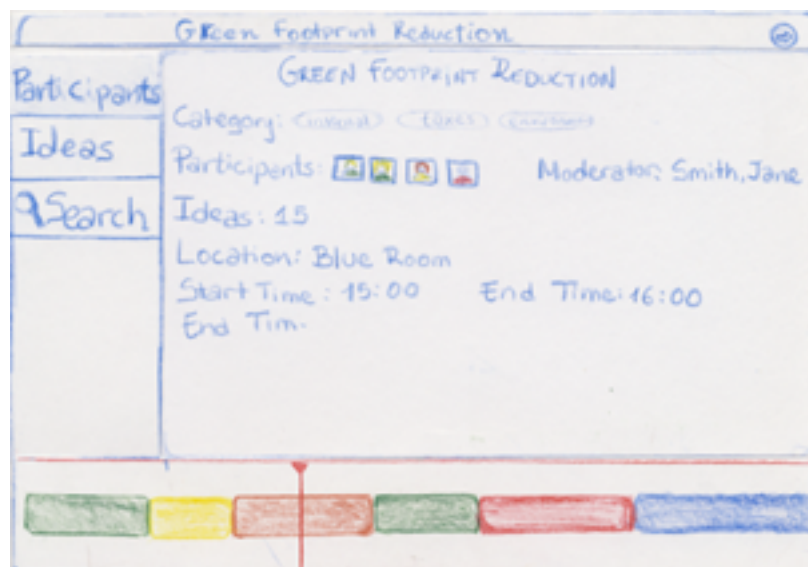 Green Footprint Reduction
Participants
Ideas
Search
GREEN FOOTPRINT REDUCTION
Category:
Participants: Moderator: Smith, Jane
Ideas: 15
Location: Blue Room
Start Time: 15:00 End Time: 16:00
End Tim